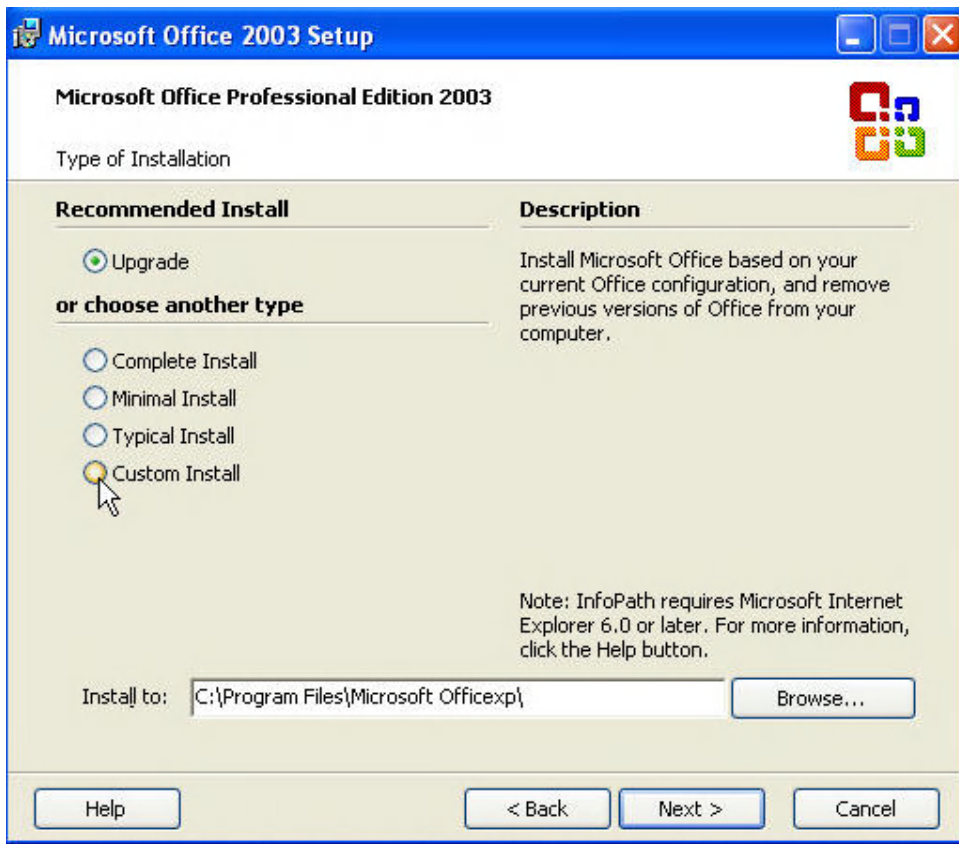 Microsoft Office 2003 Setup
Microsoft Office Professional Edition 2003
Type of Installation
Recommended Install
Upgrade
or choose another type
Complete Install
Minimal Install
Typical Install
Custom Install
Description
Install Microsoft Office based on your
current Office configuration, and remove
previous versions of Office from your
computer.
Note: InfoPath requires Microsoft Internet
Explorer 6.0 or later. For more information,
click the Help button.
Install to: C:\Program Files\Microsoft Officexp\ Browse...
Help < Back Next > Cancel